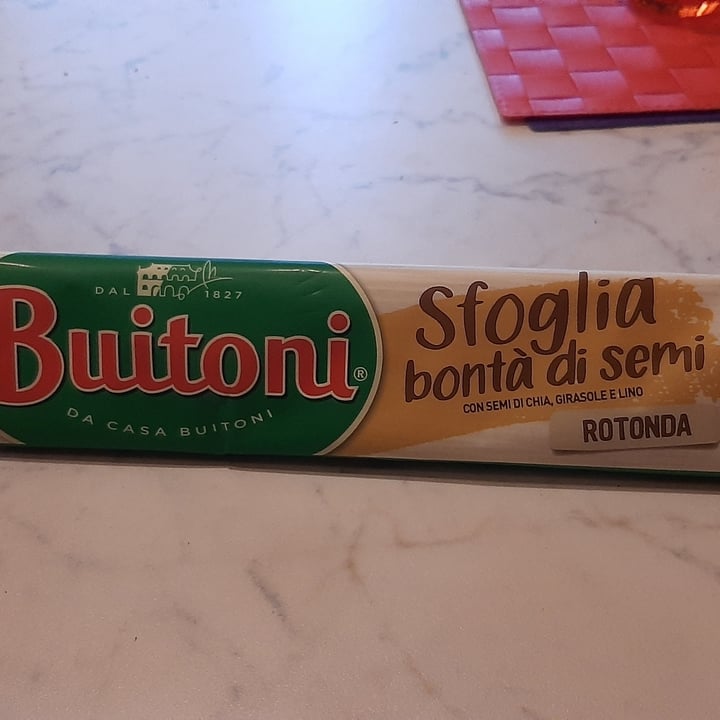 DAL 1827
Buitoni®
DA CASA BUITONI
Sfoglia
bontà di semi
CON SEMI DI CHIA, GIRASOLE E LINO
ROTONDA